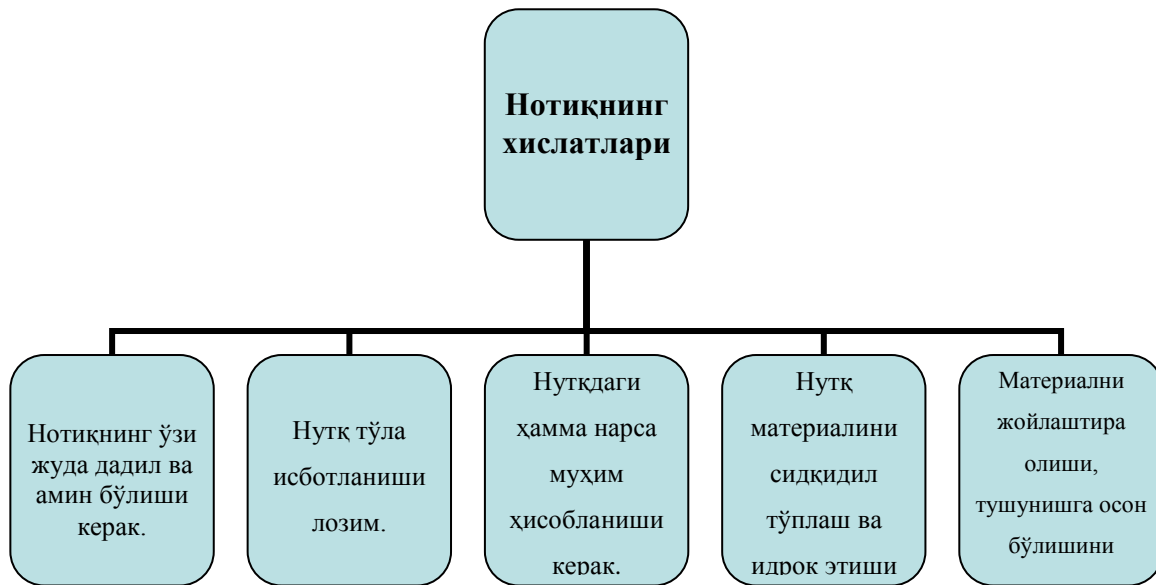 Нотиқнинг
хислатлари
Нотиқнинг ўзи
жуда дадил ва
амин бўлиши
керак.
Нутқ тўла
исботланиши
лозим.
Нутқдаги
ҳамма нарса
муҳим
ҳисобланиши
керак.
Нутқ
материалини
сидқидил
тўплаш ва
идрок этиши
Материални
жойлаштира
олиши,
тушунишга осон
бўлишини